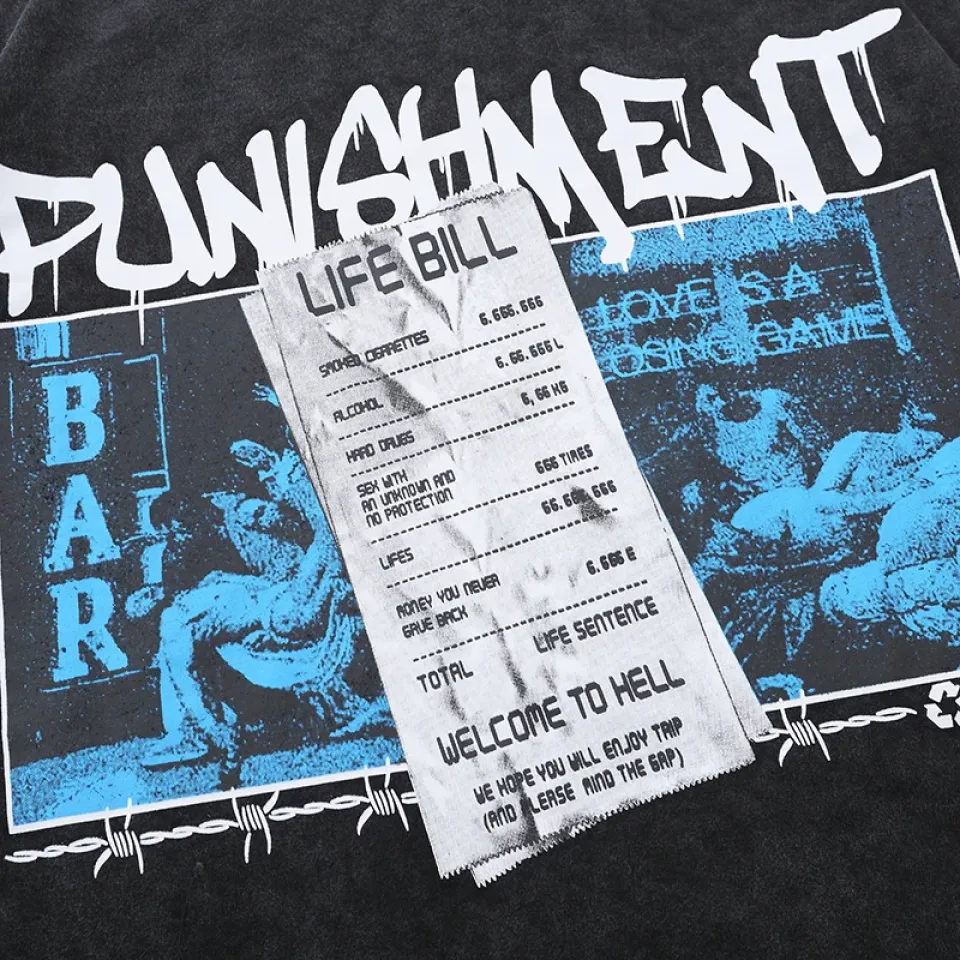 PUNISHMENT
LIFE BILL
SMOKED CIGARETTES 6.666.666
ALCOHOL 6,66.666 L
HARD DRUGS 6,66 KG
SEX WITH
AN UNKNOWN AND
NO PROTECTION 666 TIRES
LIFES 66.666.666
MONEY YOU NEVER
GAVE BACK 6.666 E
TOTAL LIFE SENTENCE
WELCOME TO HELL
WE HOPE YOU WILL ENJOY TRIP
(AND PLEASE MIND THE GAP)
BAR
LOVE IS A
LOSING GAME